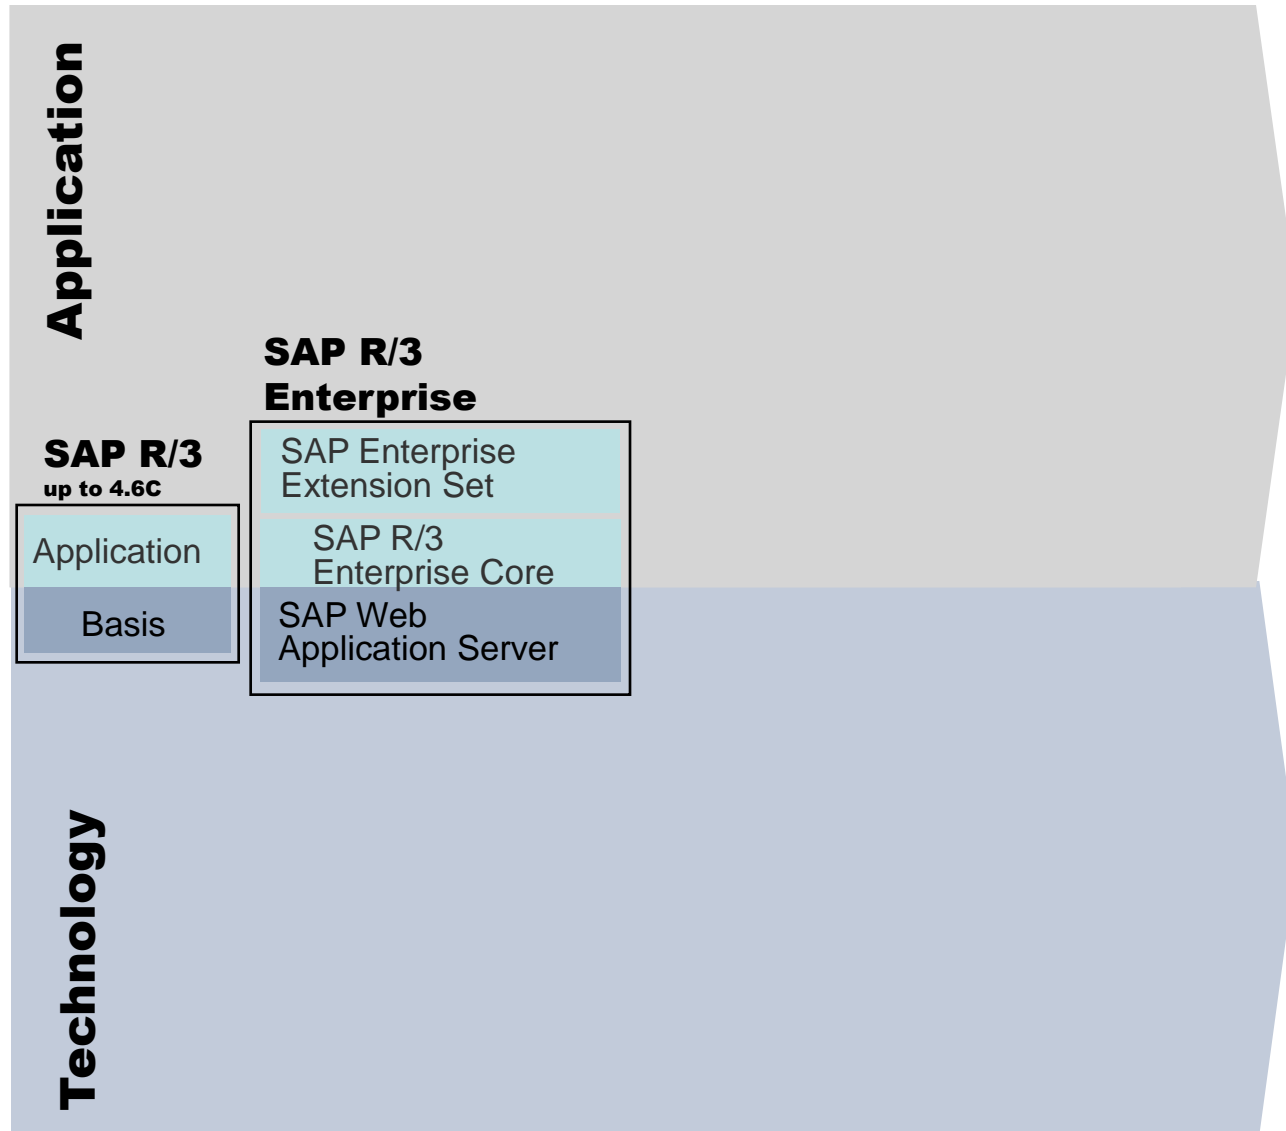 Application
SAP R/3
Enterprise
SAP Enterprise
Extension Set
SAP R/3
Enterprise Core
SAP Web
Application Server
SAP R/3
up to 4.6C
Application
Basis
Technology